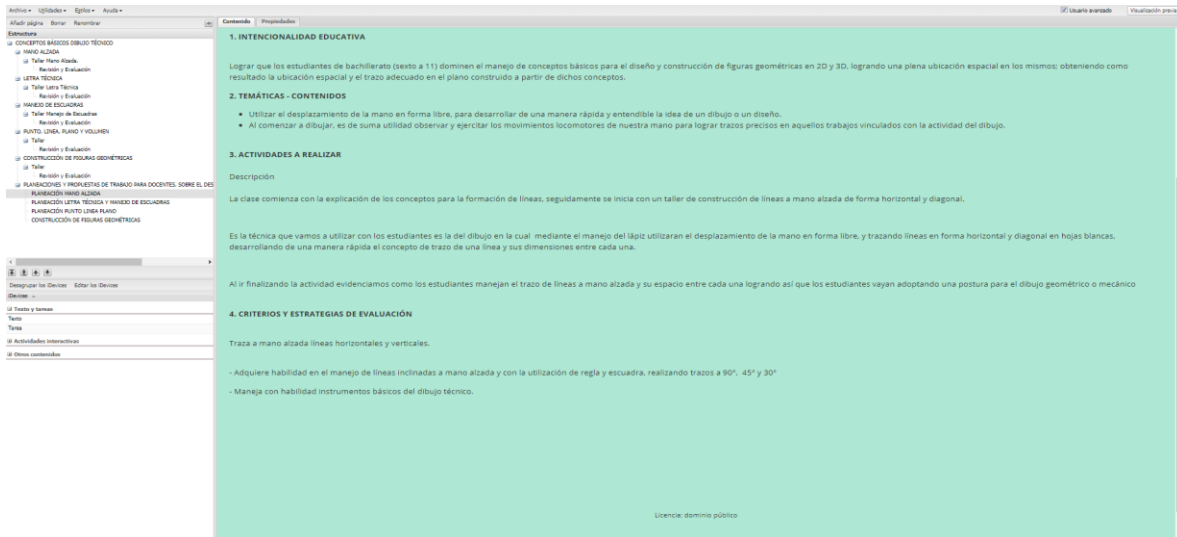 Archivo Utilidades Estilos Ayuda
Usuario avanzado
Visualización previa
Añadir página Borrar Renombrar
Estructura
CONCEPTOS BÁSICOS DIBUJO TÉCNICO
MANO ALZADA
Taller Mano Alzada.
Revisión y Evaluación
LETRA TÉCNICA
Taller Letra Técnica
Revisión y Evaluación
MANEJO DE ESCUADRAS
Taller Manejo de Escuadras
Revisión y Evaluación
PUNTO, LINEA, PLANO Y VOLUMEN
Taller
Revisión y Evaluación
CONSTRUCCIÓN DE FIGURAS GEOMÉTRICAS
Taller
Revisión y Evaluación
PLANEACIONES Y PROPUESTAS DE TRABAJO PARA DOCENTES. SOBRE EL DES
PLANEACIÓN MANO ALZADA
PLANEACIÓN LETRA TÉCNICA Y MANEJO DE ESCUADRAS
PLANEACIÓN PUNTO LINEA PLANO
CONSTRUCCIÓN DE FIGURAS GEOMÉTRICAS
Desagrupar los iDevices Editar los iDevices
iDevices
Texto y tareas
Texto
Tarea
Actividades interactivas
Otros contenidos
Contenido Propiedades
1. INTENCIONALIDAD EDUCATIVA
Lograr que los estudiantes de bachillerato (sexto a 11) dominen el manejo de conceptos básicos para el diseño y construcción de figuras geométricas en 2D y 3D, logrando una plena ubicación espacial en los mismos; obteniendo como
resultado la ubicación espacial y el trazo adecuado en el plano construido a partir de dichos conceptos.
2. TEMÁTICAS - CONTENIDOS
• Utilizar el desplazamiento de la mano en forma libre, para desarrollar de una manera rápida y entendible la idea de un dibujo o un diseño.
• Al comenzar a dibujar, es de suma utilidad observar y ejercitar los movimientos locomotores de nuestra mano para lograr trazos precisos en aquellos trabajos vinculados con la actividad del dibujo.
3. ACTIVIDADES A REALIZAR
Descripción
La clase comienza con la explicación de los conceptos para la formación de líneas, seguidamente se inicia con un taller de construcción de líneas a mano alzada de forma horizontal y diagonal.
Es la técnica que vamos a utilizar con los estudiantes es la del dibujo en la cual mediante el manejo del lápiz utilizaran el desplazamiento de la mano en forma libre, y trazando líneas en forma horizontal y diagonal en hojas blancas,
desarrollando de una manera rápida el concepto de trazo de una línea y sus dimensiones entre cada una.
Al ir finalizando la actividad evidenciamos como los estudiantes manejan el trazo de líneas a mano alzada y su espacio entre cada una logrando así que los estudiantes vayan adoptando una postura para el dibujo geométrico o mecánico
4. CRITERIOS Y ESTRATEGIAS DE EVALUACIÓN
Traza a mano alzada líneas horizontales y verticales.
- Adquiere habilidad en el manejo de líneas inclinadas a mano alzada y con la utilización de regla y escuadra, realizando trazos a 90°, 45° y 30°
- Maneja con habilidad instrumentos básicos del dibujo técnico.
Licencia: dominio público